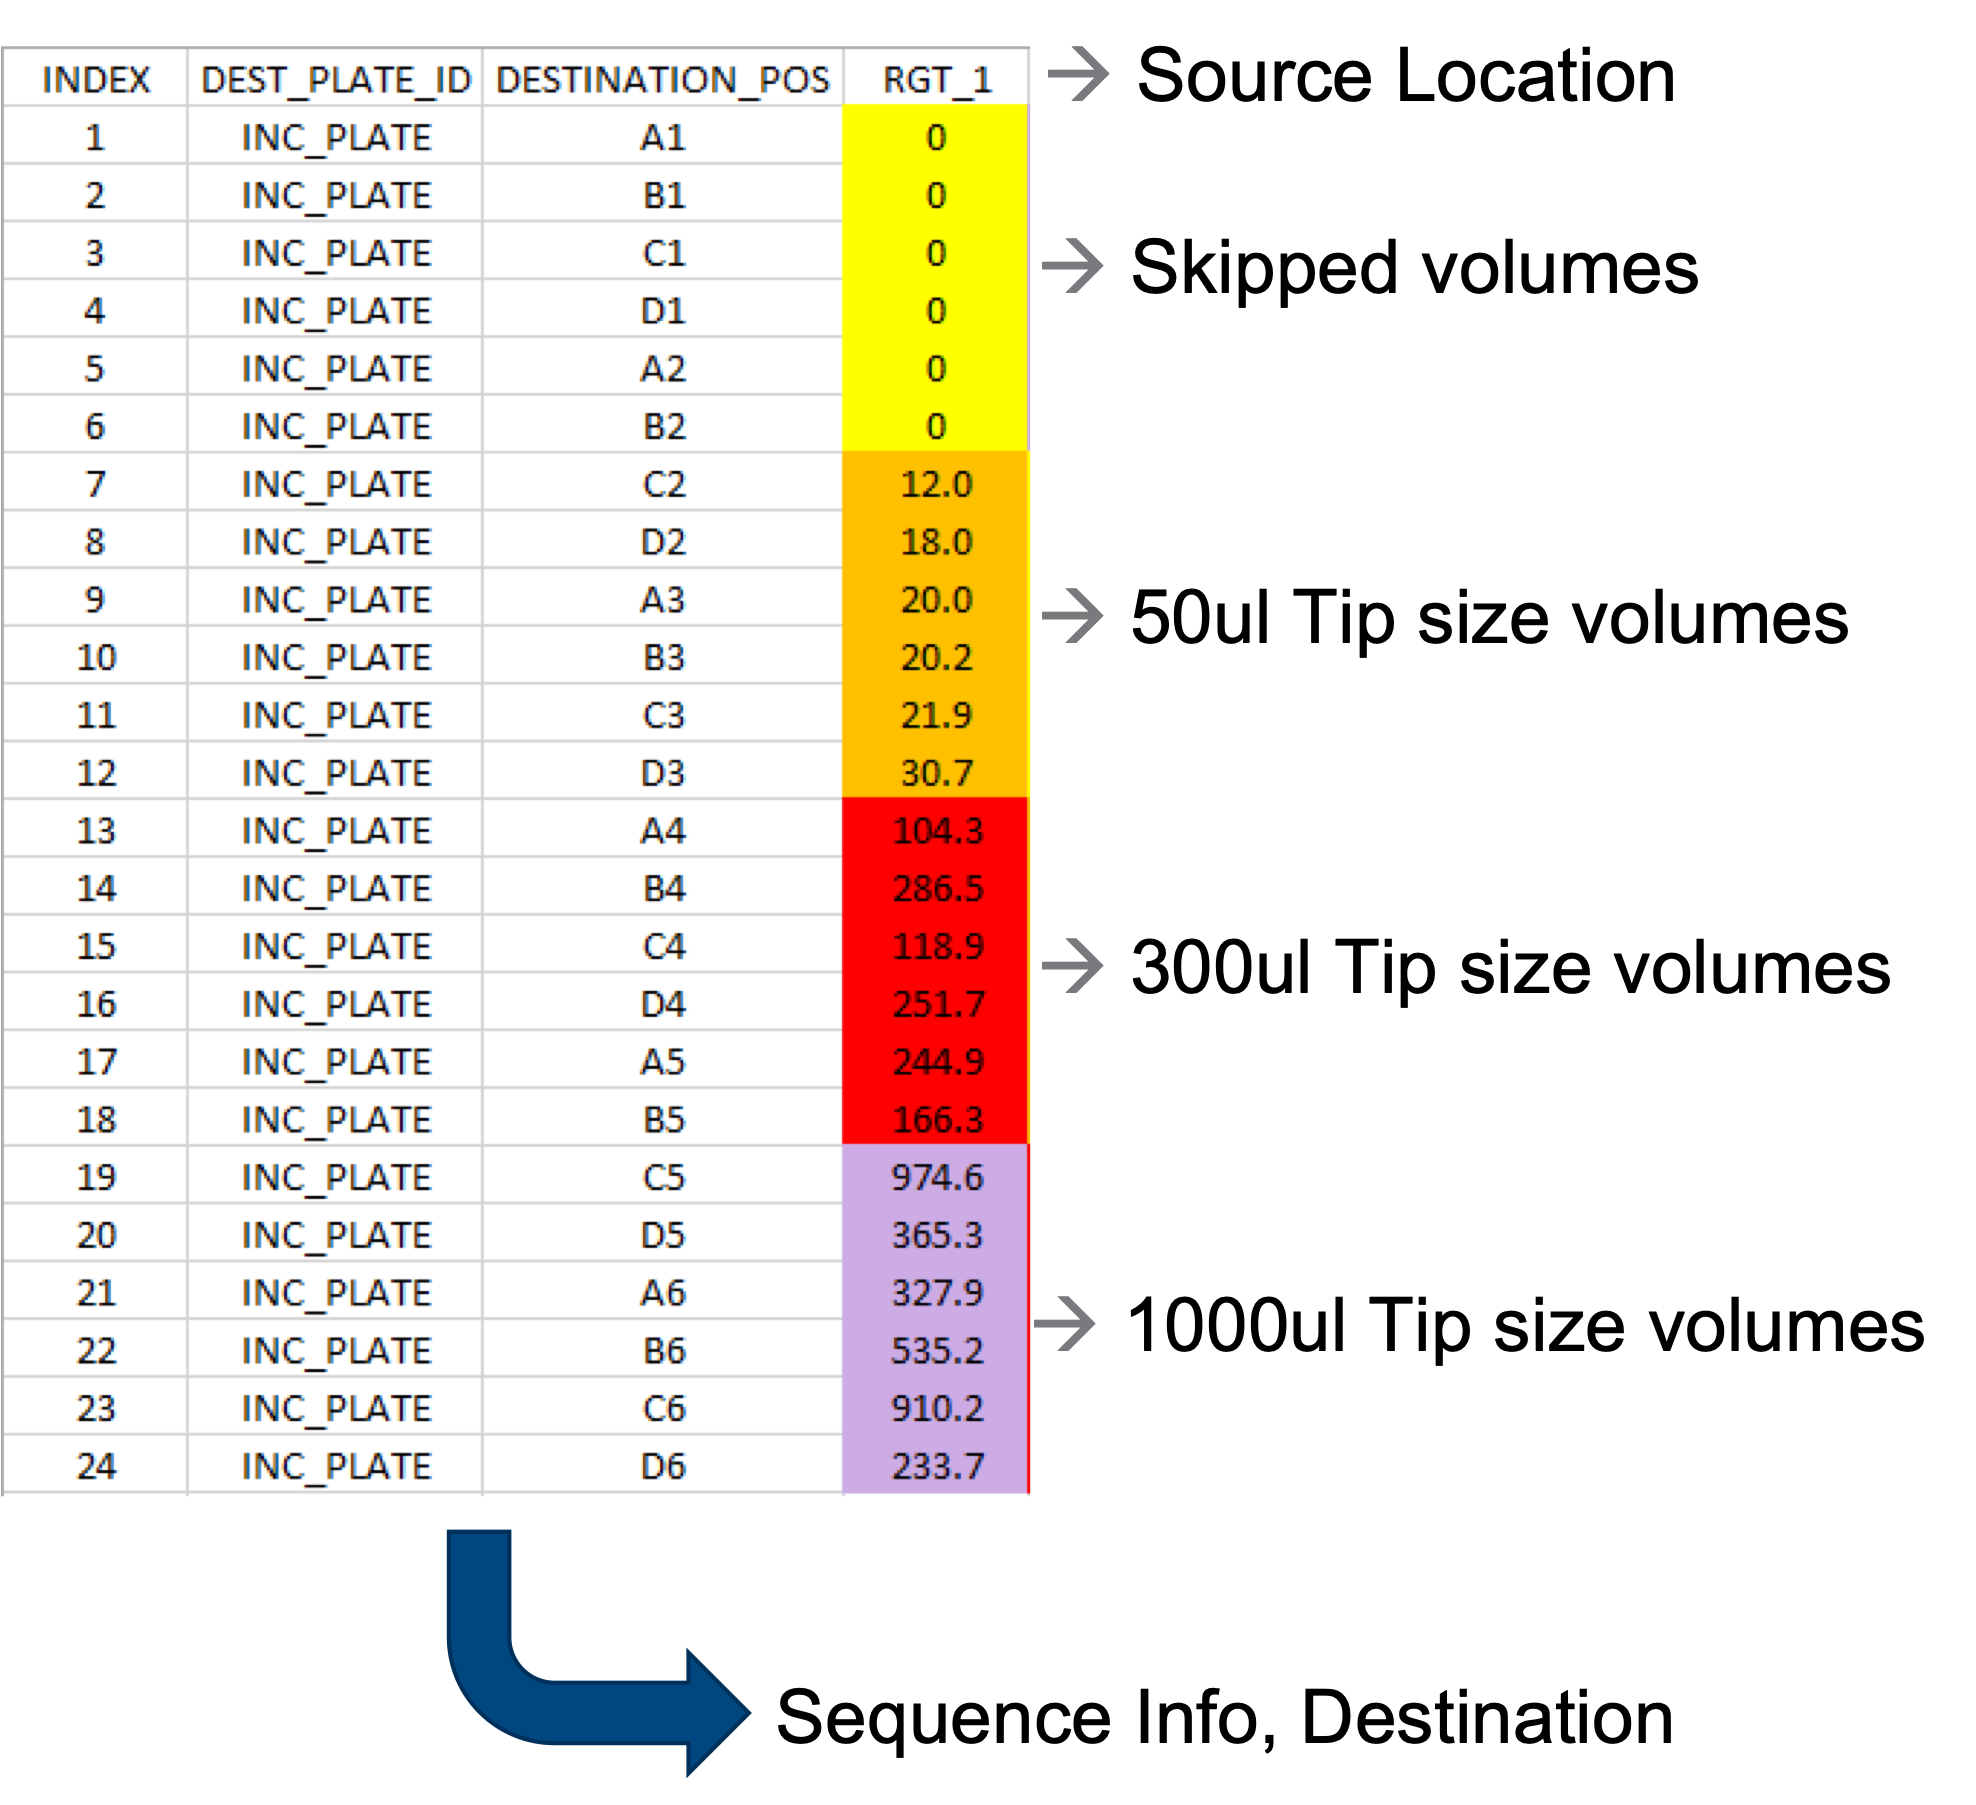 INDEX DEST_PLATE_ID DESTINATION_POS RGT_1 → Source Location
1 INC_PLATE A1 0
2 INC_PLATE B1 0
3 INC_PLATE C1 0 → Skipped volumes
4 INC_PLATE D1 0
5 INC_PLATE A2 0
6 INC_PLATE B2 0
7 INC_PLATE C2 12.0
8 INC_PLATE D2 18.0
9 INC_PLATE A3 20.0 → 50ul Tip size volumes
10 INC_PLATE B3 20.2
11 INC_PLATE C3 21.9
12 INC_PLATE D3 30.7
13 INC_PLATE A4 104.3
14 INC_PLATE B4 286.5
15 INC_PLATE C4 118.9 → 300ul Tip size volumes
16 INC_PLATE D4 251.7
17 INC_PLATE A5 244.9
18 INC_PLATE B5 166.3
19 INC_PLATE C5 974.6
20 INC_PLATE D5 365.3
21 INC_PLATE A6 327.9 → 1000ul Tip size volumes
22 INC_PLATE B6 535.2
23 INC_PLATE C6 910.2
24 INC_PLATE D6 233.7
Sequence Info, Destination